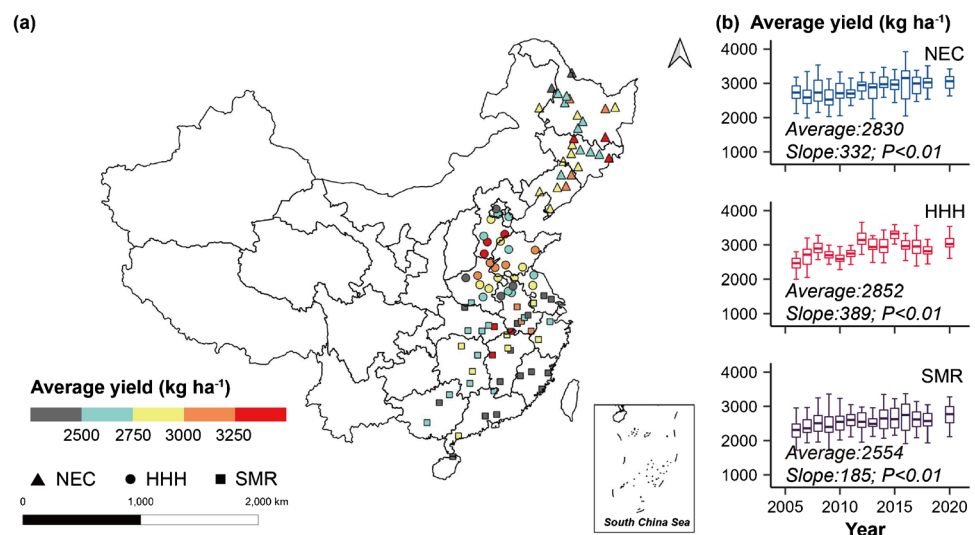 (a)
Average yield (kg ha⁻¹)
2500 2750 3000 3250
NEC HHH SMR
0 1,000 2,000 km
South China Sea
(b) Average yield (kg ha⁻¹)
4000
3000
2000
1000
NEC
Average:2830
Slope:332; P<0.01
4000
3000
2000
1000
HHH
Average:2852
Slope:389; P<0.01
4000
3000
2000
1000
SMR
Average:2554
Slope:185; P<0.01
2005 2010 2015 2020
Year